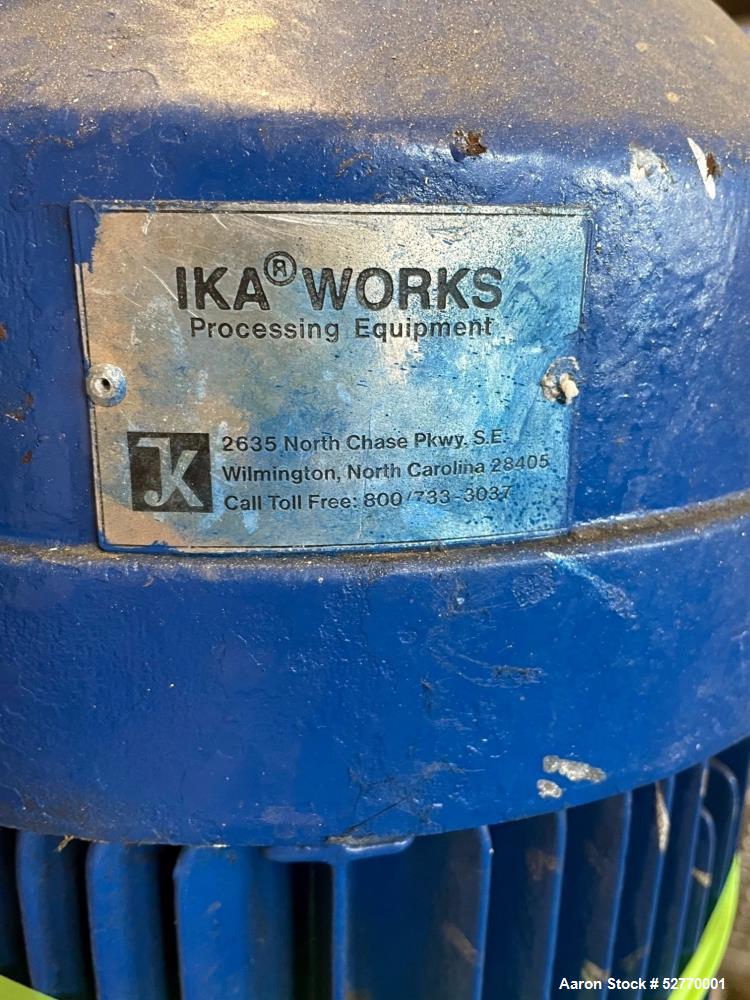 IKA® WORKS
Processing Equipment
JK
2635 North Chase Pkwy. S.E.
Wilmington, North Carolina 28405
Call Toll Free: 800/733-3037
Aaron Stock # 52770001